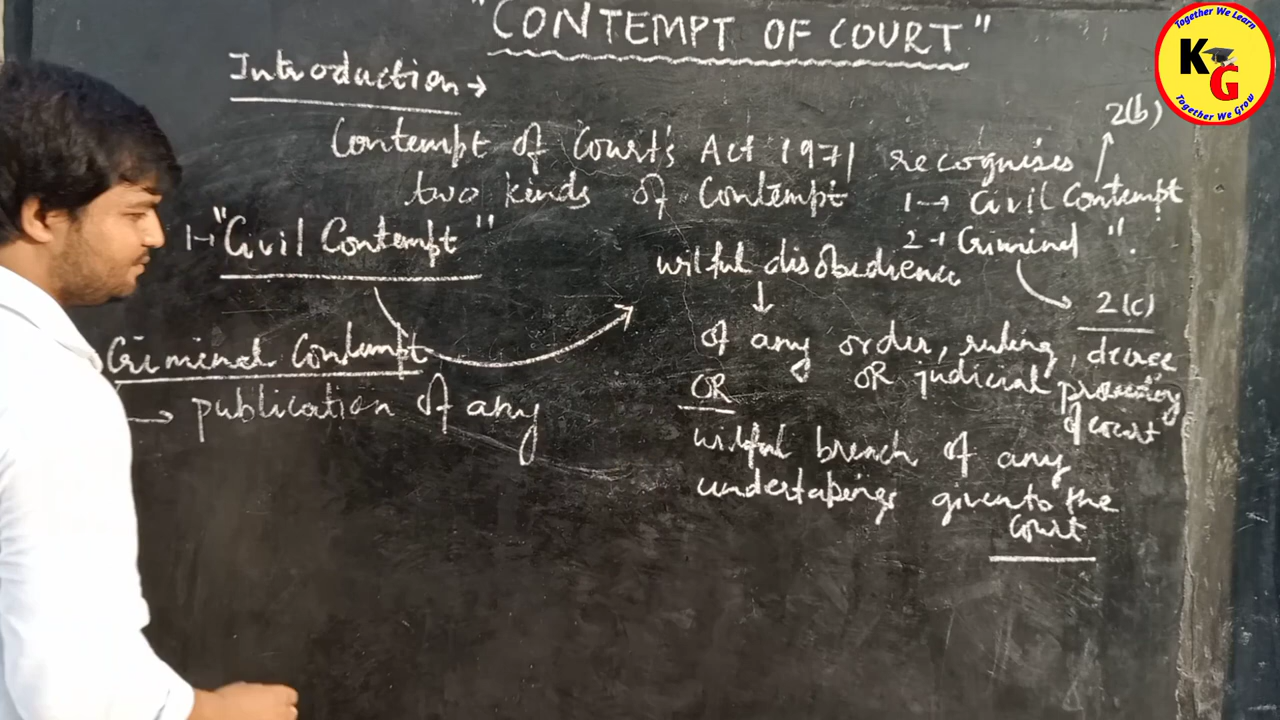 "CONTEMPT OF COURT"
Introduction →
Contempt of Court's Act 1971 recognises
two kinds of Contempt
1 → Civil Contempt
2(b)
2 → Criminal ".
2(c)
1 → "Civil Contempt"
wilful disobedience
↓
of any order, ruling, decree
OR judicial proceeding
of court
OR
wilful breach of any
undertakings given to the
Court
Criminal Contempt
→ publication of any
Together We Learn
KG
Together We Grow